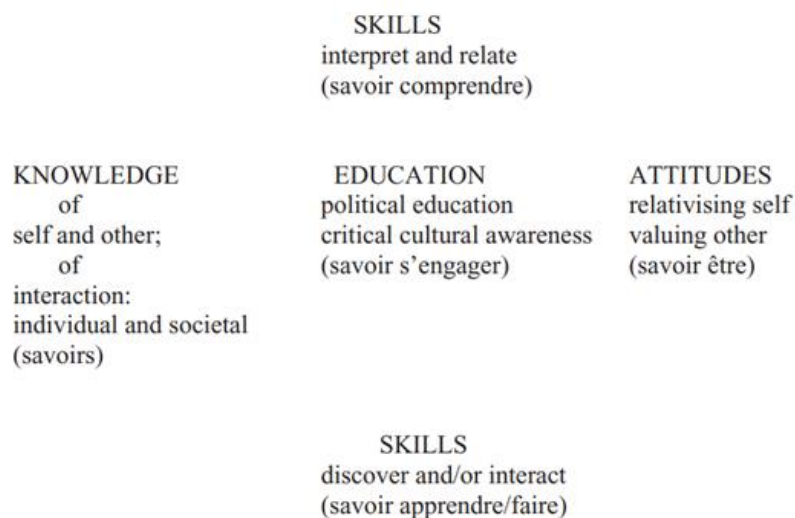 SKILLS
interpret and relate
(savoir comprendre)
KNOWLEDGE
of
self and other;
of
interaction:
individual and societal
(savoirs)
EDUCATION
political education
critical cultural awareness
(savoir s’engager)
ATTITUDES
relativising self
valuing other
(savoir être)
SKILLS
discover and/or interact
(savoir apprendre/faire)